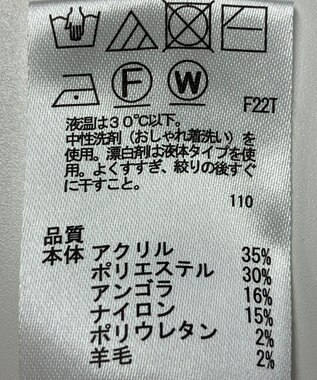 F W
F22T
液温は30℃以下。
中性洗剤(おしゃれ着洗い)を
使用。漂白剤は液体タイプを使
用。よくすすぎ、絞りの後すぐ
に干すこと。
110
品質
本体 アクリル 35%
ポリエステル 30%
アンゴラ 16%
ナイロン 15%
ポリウレタン 2%
羊毛 2%